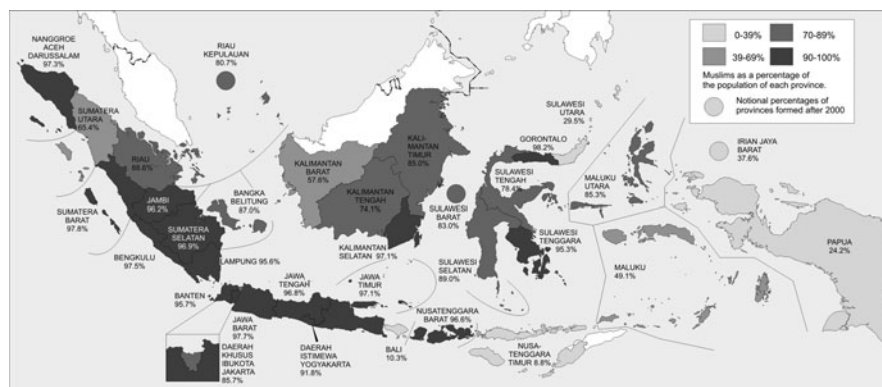 NANGGROE
ACEH
DARUSSALAM
97.3%
RIAU
KEPULAUAN
80.7%
SUMATERA
UTARA
65.4%
RIAU
JAMBI
96.2%
SUMATERA
SELATAN
96.9%
SUMATERA
BARAT
97.8%
BENGKULU
97.5%
BANGKA
BELITUNG
87.0%
LAMPUNG 95.6%
BANTEN
95.7%
JAWA
BARAT
97.7%
DAERAH
KHUSUS
IBUKOTA
JAKARTA
85.7%
JAWA
TENGAH
96.8%
DAERAH
ISTIMEWA
YOGYAKARTA
91.8%
JAWA
TIMUR
97.1%
BALI
10.3%
NUSATENGGARA
BARAT 96.6%
NUSA-
TENGGARA
TIMUR 8.8%
KALIMANTAN
BARAT
57.6%
KALIMANTAN
TENGAH
74.1%
KALI-
MANTAN
TIMUR
85.0%
KALIMANTAN
SELATAN 97.1%
SULAWESI
UTARA
29.5%
GORONTALO
98.2%
SULAWESI
TENGAH
78.4%
SULAWESI
BARAT
83.0%
SULAWESI
SELATAN
89.0%
SULAWESI
TENGGARA
95.3%
MALUKU
UTARA
85.3%
MALUKU
49.1%
IRIAN JAYA
BARAT
37.6%
PAPUA
24.2%
0-39%
70-89%
39-69%
90-100%
Muslims as a percentage of
the population of each province.
Notional percentages of
provinces formed after 2000